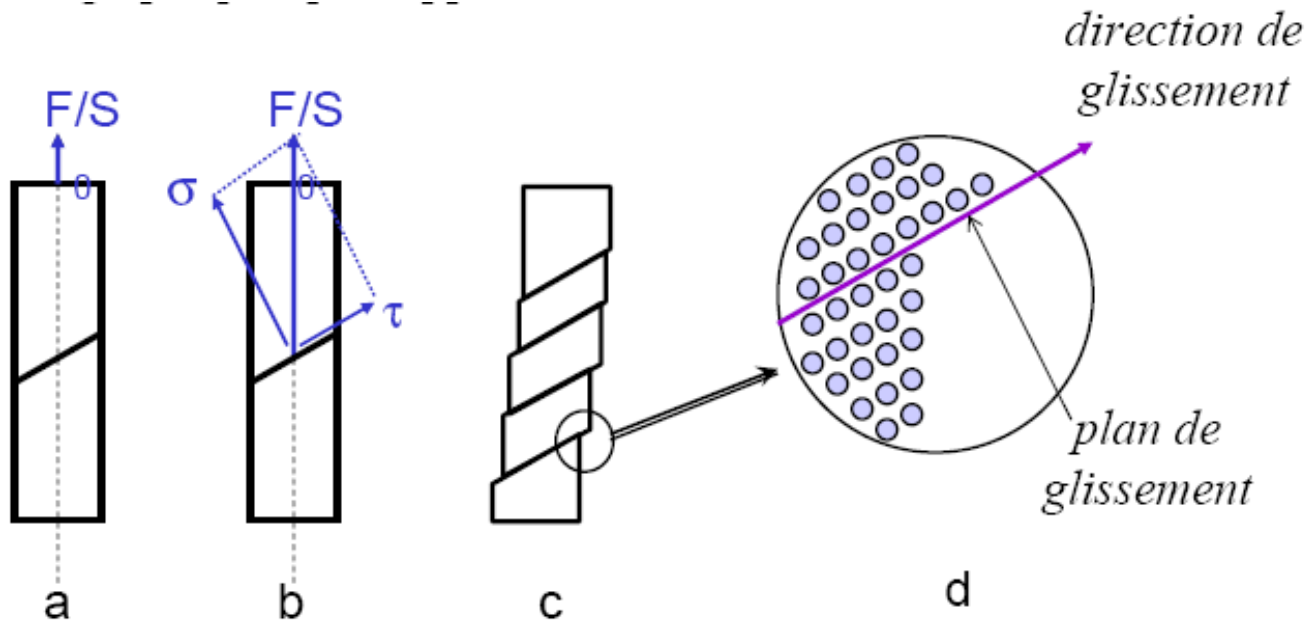 direction de
glissement
F/S
F/S
0
0
σ
τ
plan de
glissement
a
b
c
d